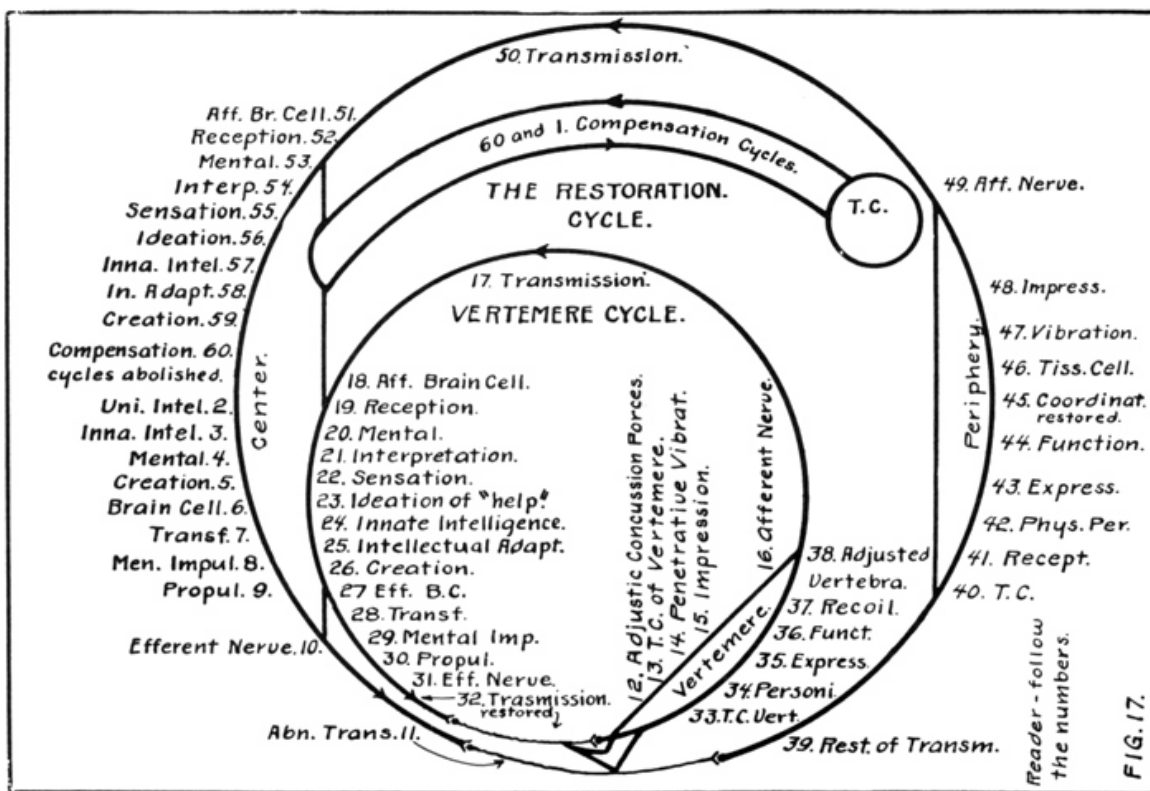 50. Transmission.
Aff. Br. Cell. 51.
Reception. 52.
Mental. 53.
Interp. 54.
Sensation. 55.
Ideation. 56.
Inna. Intel. 57.
In. Adapt. 58.
Creation. 59.
Compensation. 60.
cycles abolished.
Uni. Intel. 2.
Inna. Intel. 3.
Mental. 4.
Creation. 5.
Brain Cell. 6.
Transf. 7.
Men. Impul. 8.
Propul. 9.
Efferent Nerve. 10.
Abn. Trans. 11.
Center.
60 and 1. Compensation Cycles.
THE RESTORATION.
CYCLE.
T.C.
17. Transmission.
VERTEMERE CYCLE.
18. Aff. Brain Cell.
19. Reception.
20. Mental.
21. Interpretation.
22. Sensation.
23. Ideation of "help."
24. Innate Intelligence.
25. Intellectual Adapt.
26. Creation.
27 Eff. B.C.
28. Transf.
29. Mental Imp.
30. Propul.
31. Eff. Nerve.
32. Trasmission.
restored.
12. Adjustic Concussion Forces.
13. T.C. of Vertemere.
14. Penetrative Vibrat.
15. Impression.
16. Afferent Nerve.
Vertemere.
38. Adjusted
Vertebra.
37. Recoil.
36. Funct.
35. Express.
34. Personi.
33. T.C. Vert.
39. Rest. of Transm.
49. Aff. Nerve.
48. Impress.
47. Vibration.
46. Tiss. Cell.
45. Coordinat.
restored.
44. Function.
43. Express.
42. Phys. Per.
41. Recept.
40. T.C.
Periphery.
Reader - follow
the numbers.
FIG. 17.